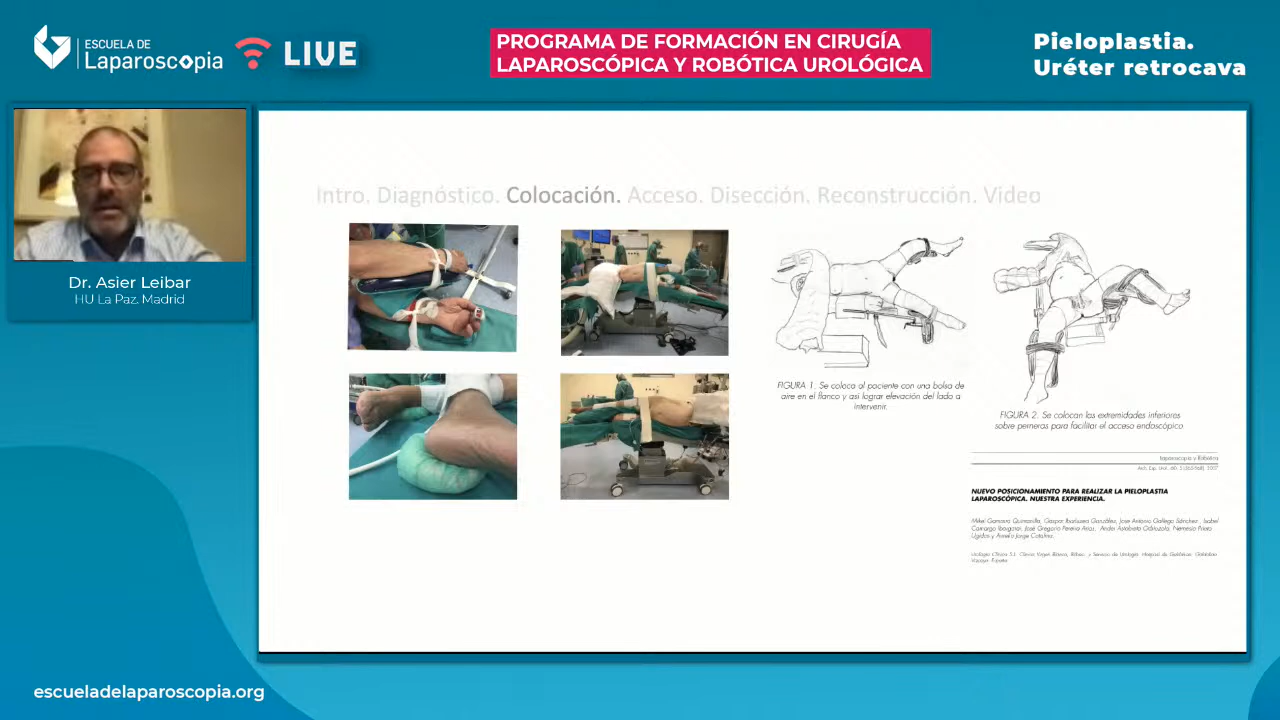 ESCUELA DE
Laparoscopia
LIVE
PROGRAMA DE FORMACIÓN EN CIRUGÍA
LAPAROSCÓPICA Y ROBÓTICA UROLÓGICA
Pieloplastia.
Uréter retrocava
Dr. Asier Leibar
HU La Paz. Madrid
Intro. Diagnóstico. Colocación. Acceso. Disección. Reconstrucción. Video
FIGURA 1. Se coloca al paciente con una bolsa de
aire en el flanco y así lograr elevación del lado a
intervenir.
FIGURA 2. Se colocan las extremidades inferiores
sobre perneras para facilitar el acceso endoscópico
Laparoscopia y Robótica
NUEVO POSICIONAMIENTO PARA REALIZAR LA PIELOPLASTIA
LAPAROSCÓPICA. NUESTRA EXPERIENCIA.
escueladelaparoscopia.org